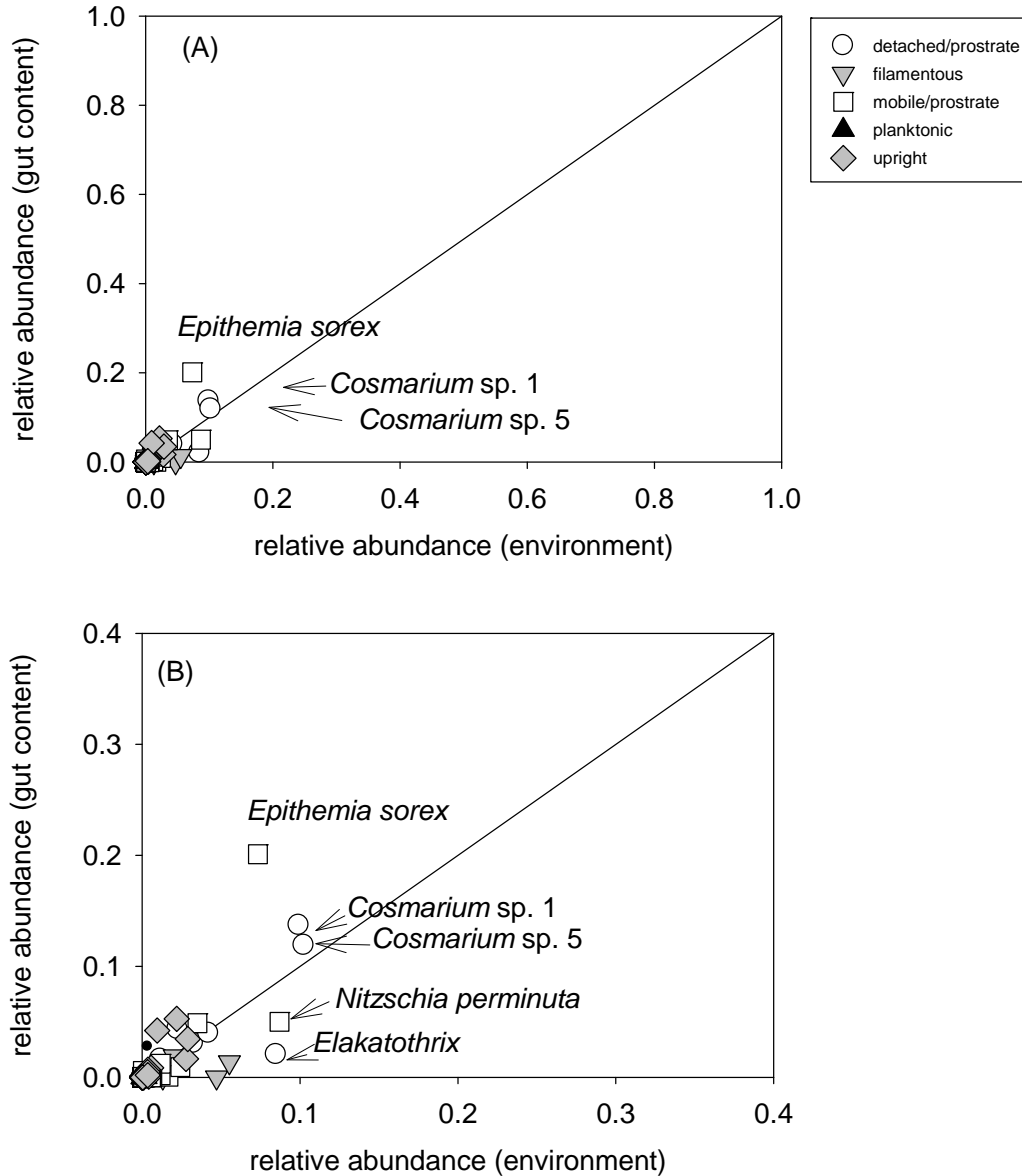 (A)
relative abundance (gut content)
1.0
0.8
0.6
0.4
0.2
0.0
Epithemia sorex
Cosmarium sp. 1
Cosmarium sp. 5
0.0 0.2 0.4 0.6 0.8 1.0
relative abundance (environment)
detached/prostrate
filamentous
mobile/prostrate
planktonic
upright
(B)
relative abundance (gut content)
0.4
0.3
0.2
0.1
0.0
Epithemia sorex
Cosmarium sp. 1
Cosmarium sp. 5
Nitzschia perminuta
Elakatothrix
0.0 0.1 0.2 0.3 0.4
relative abundance (environment)